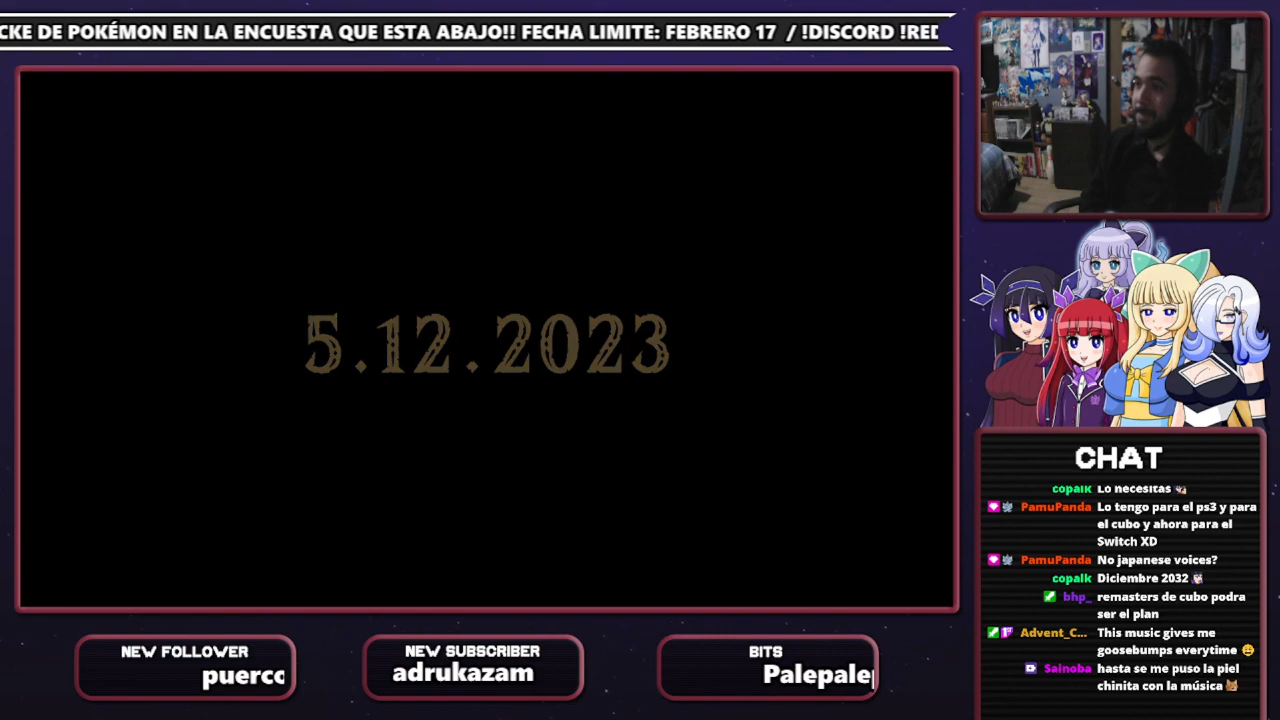 CKE DE POKÉMON EN LA ENCUESTA QUE ESTA ABAJO!! FECHA LIMITE: FEBRERO 17 / !DISCORD !RED
5.12.2023
CHAT
copalk Lo necesitas
PamuPanda Lo tengo para el ps3 y para
el cubo y ahora para el
Switch XD
PamuPanda No japanese voices?
copalk Diciembre 2032
bhp_ remasters de cubo podra
ser el plan
Advent_C... This music gives me
goosebumps everytime
Sainoba hasta se me puso la piel
chinita con la música
NEW FOLLOWER
puerco
NEW SUBSCRIBER
adrukazam
BITS
Palepalep